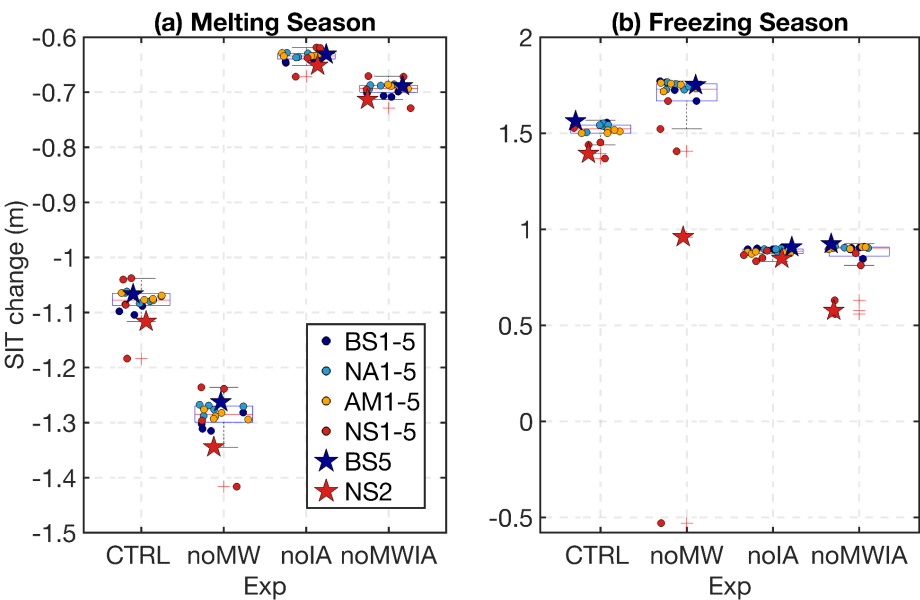 (a) Melting Season
(b) Freezing Season
SIT change (m)
-0.6
-0.7
-0.8
-0.9
-1
-1.1
-1.2
-1.3
-1.4
-1.5
CTRL noMW noIA noMWIA
Exp
BS1-5
NA1-5
AM1-5
NS1-5
BS5
NS2
2
1.5
1
0.5
0
-0.5
CTRL noMW noIA noMWIA
Exp